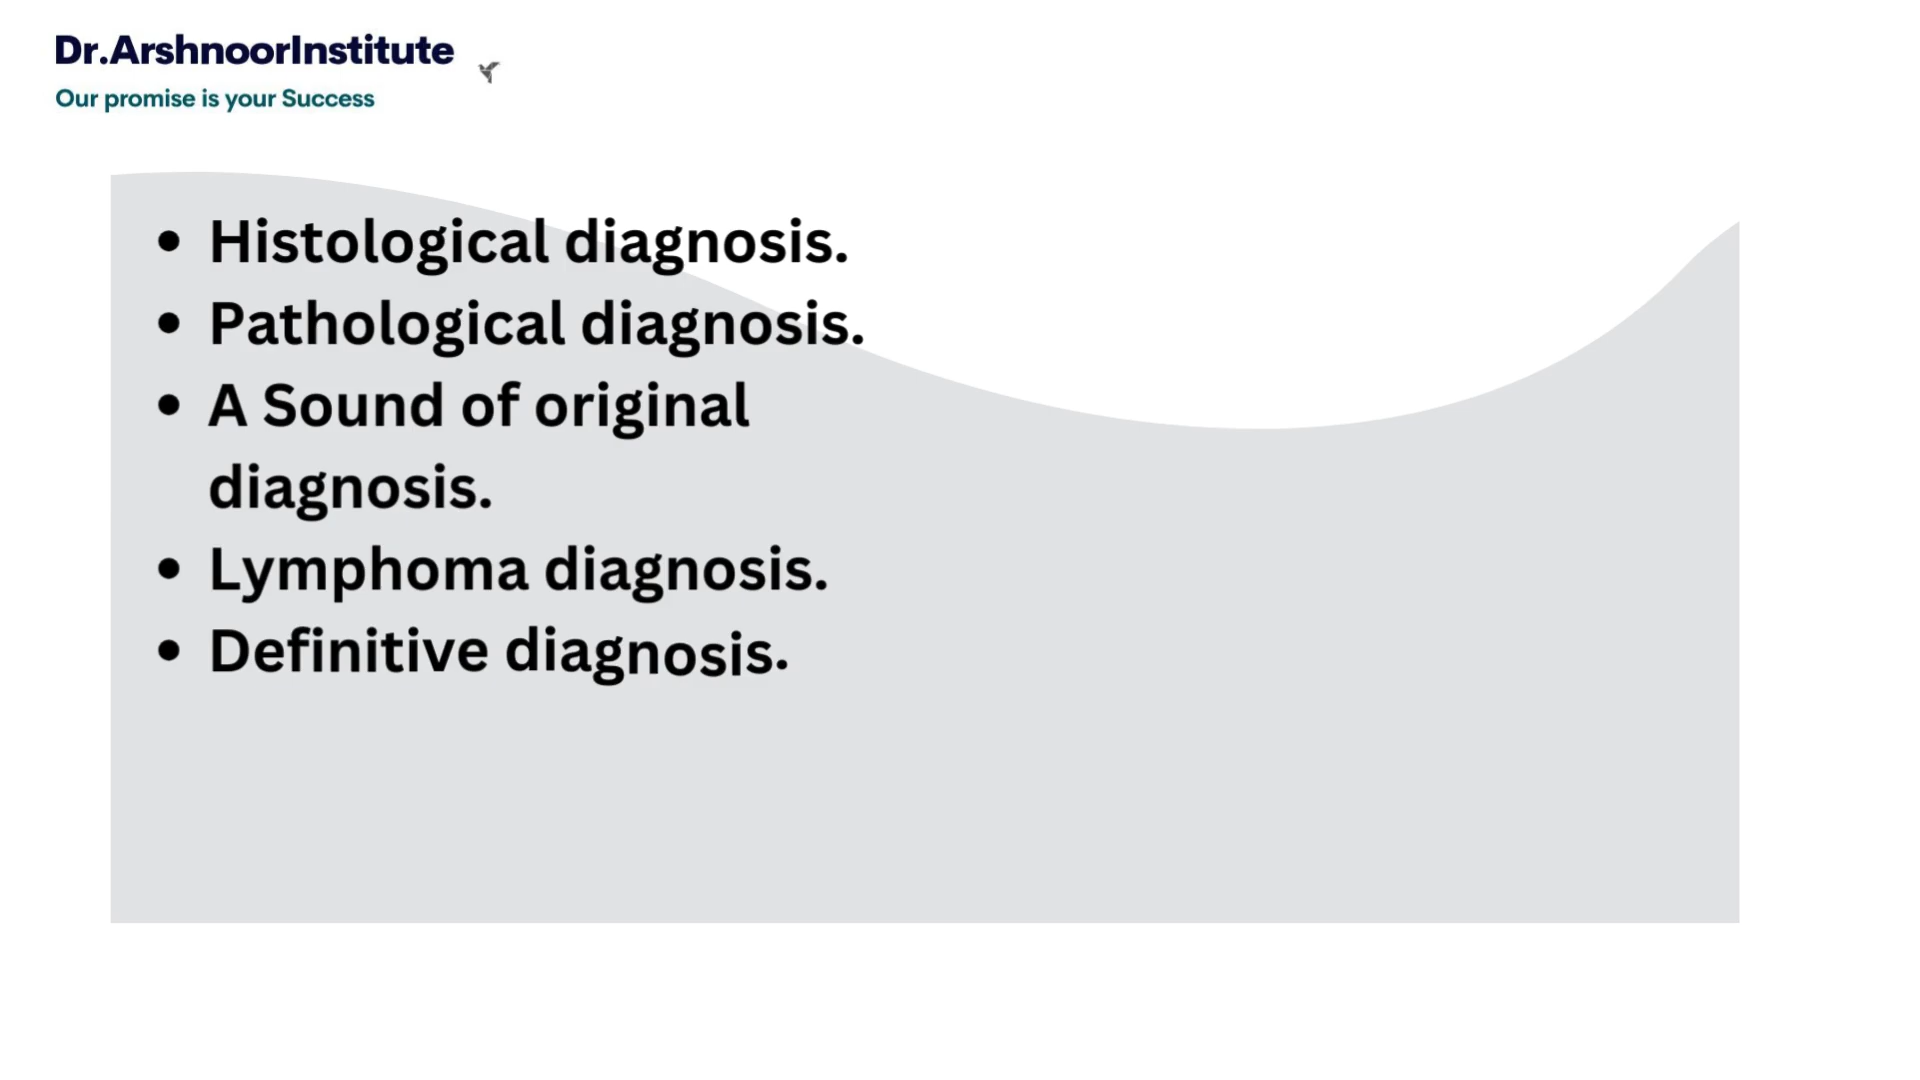 Dr.ArshnoorInstitute
Our promise is your Success
• Histological diagnosis.
• Pathological diagnosis.
• A Sound of original
diagnosis.
• Lymphoma diagnosis.
• Definitive diagnosis.